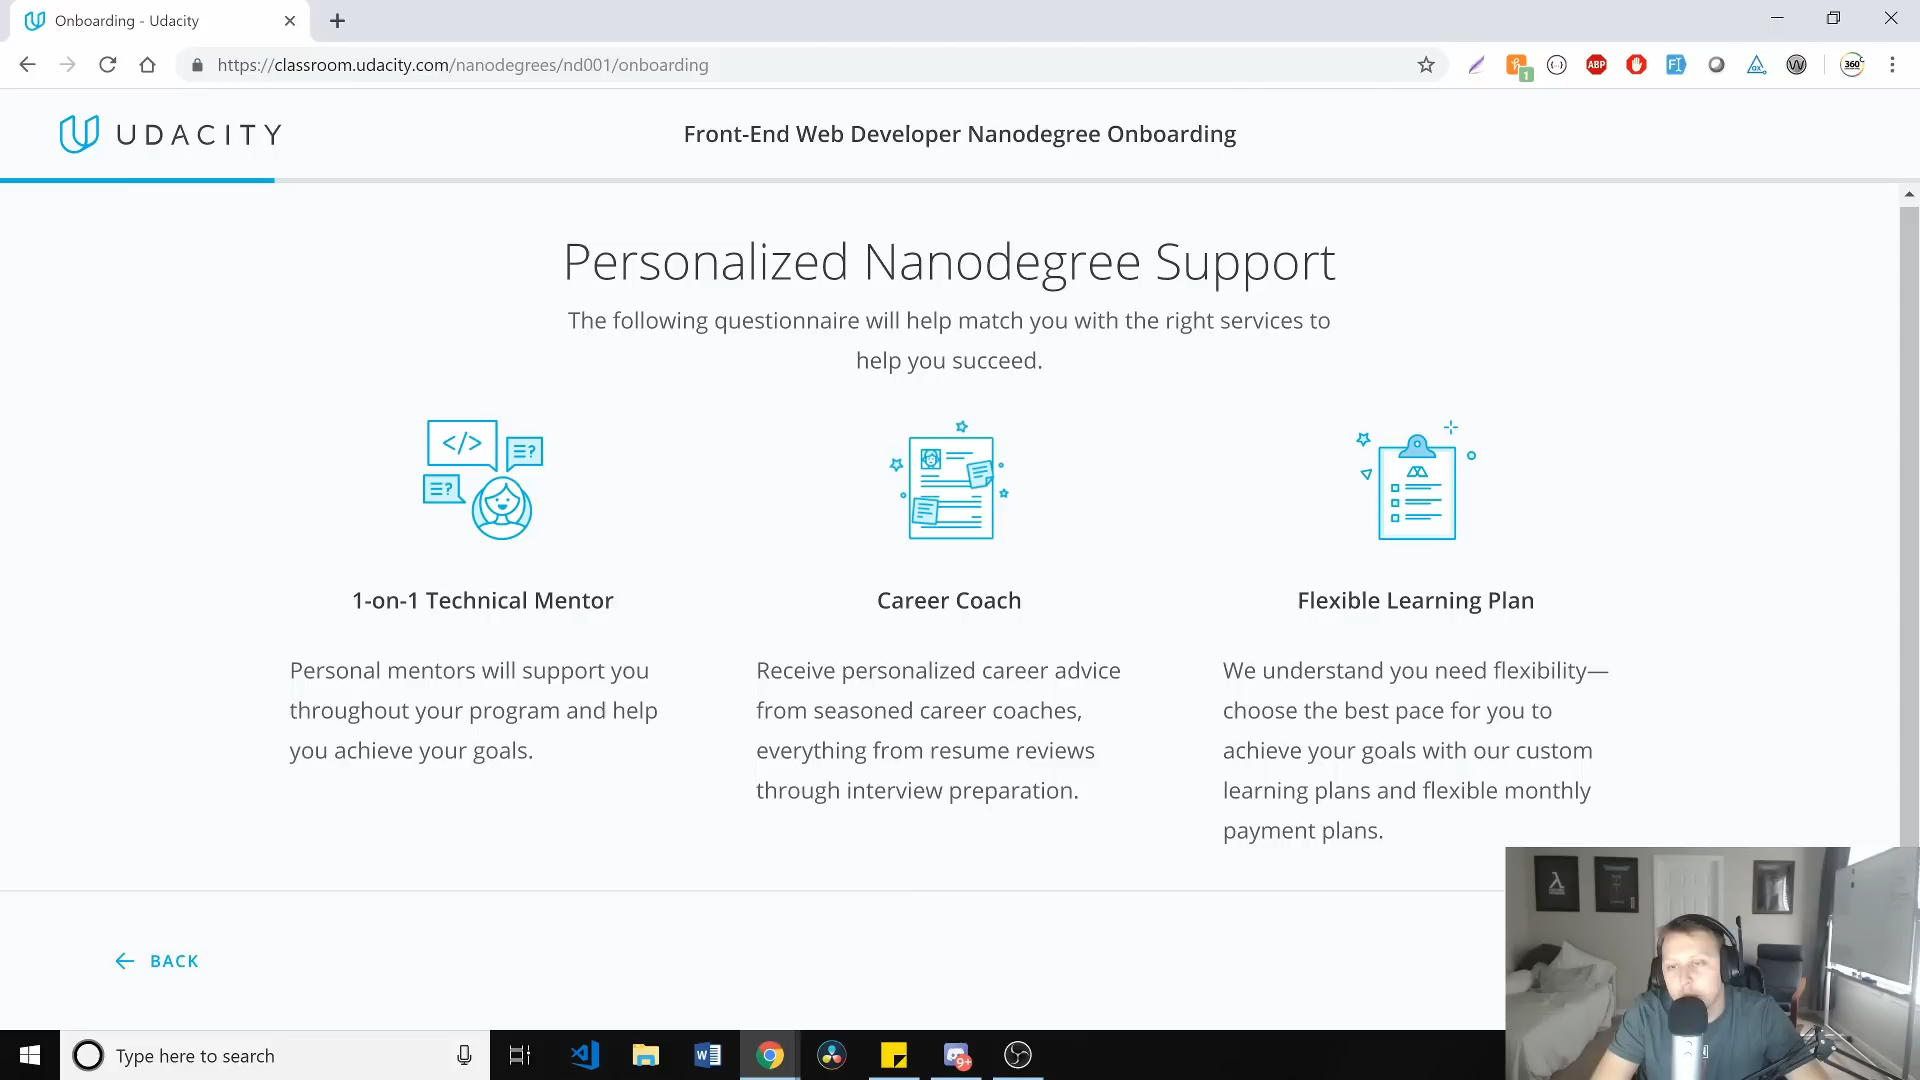 Onboarding - Udacity
https://classroom.udacity.com/nanodegrees/nd001/onboarding
1
ABP
360
UDACITY
Front-End Web Developer Nanodegree Onboarding
Personalized Nanodegree Support
The following questionnaire will help match you with the right services to
help you succeed.
</>
?
?
1-on-1 Technical Mentor
Career Coach
Flexible Learning Plan
Personal mentors will support you
throughout your program and help
you achieve your goals.
Receive personalized career advice
from seasoned career coaches,
everything from resume reviews
through interview preparation.
We understand you need flexibility—
choose the best pace for you to
achieve your goals with our custom
learning plans and flexible monthly
payment plans.
BACK
Type here to search
W
9+